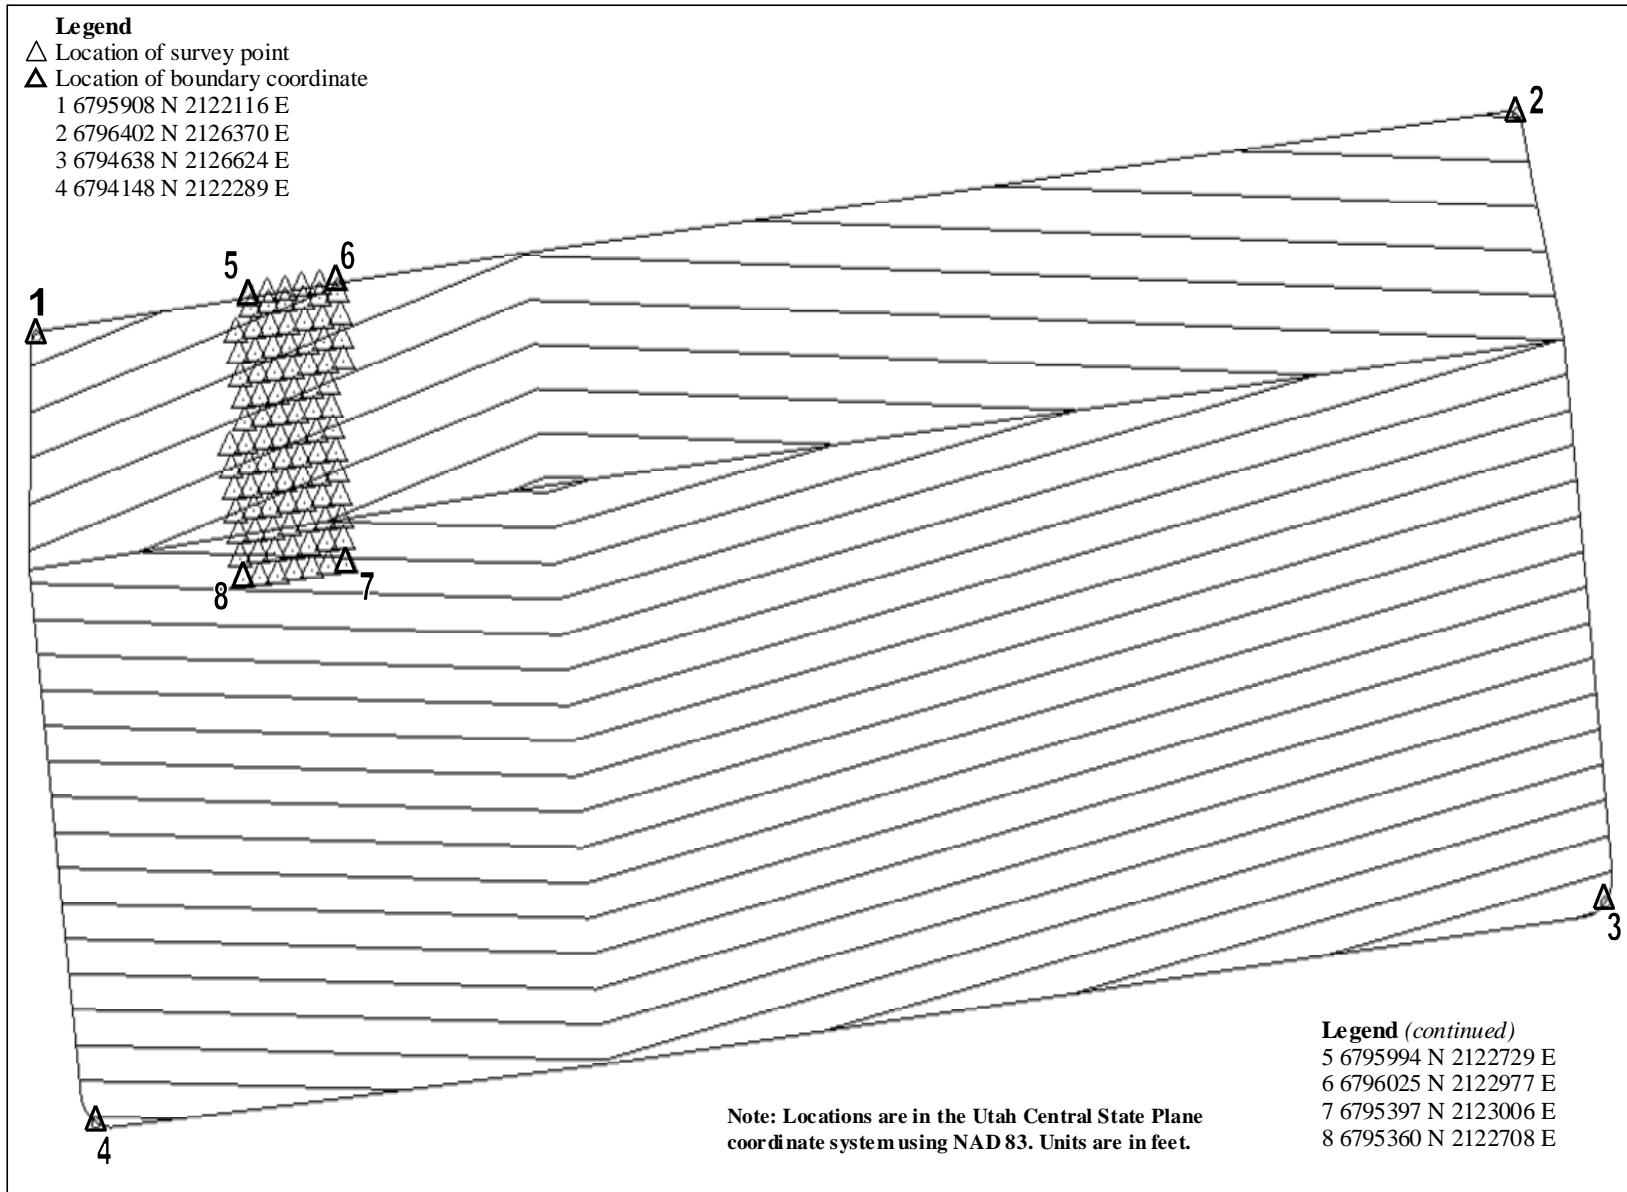 Legend
Location of survey point
Location of boundary coordinate
1 6795908 N 2122116 E
2 6796402 N 2126370 E
3 6794638 N 2126624 E
4 6794148 N 2122289 E
2
6
5
1
7
8
3
4
Legend (continued)
5 6795994 N 2122729 E
6 6796025 N 2122977 E
7 6795397 N 2123006 E
8 6795360 N 2122708 E
Note: Locations are in the Utah Central State Plane
coordinate system using NAD 83. Units are in feet.